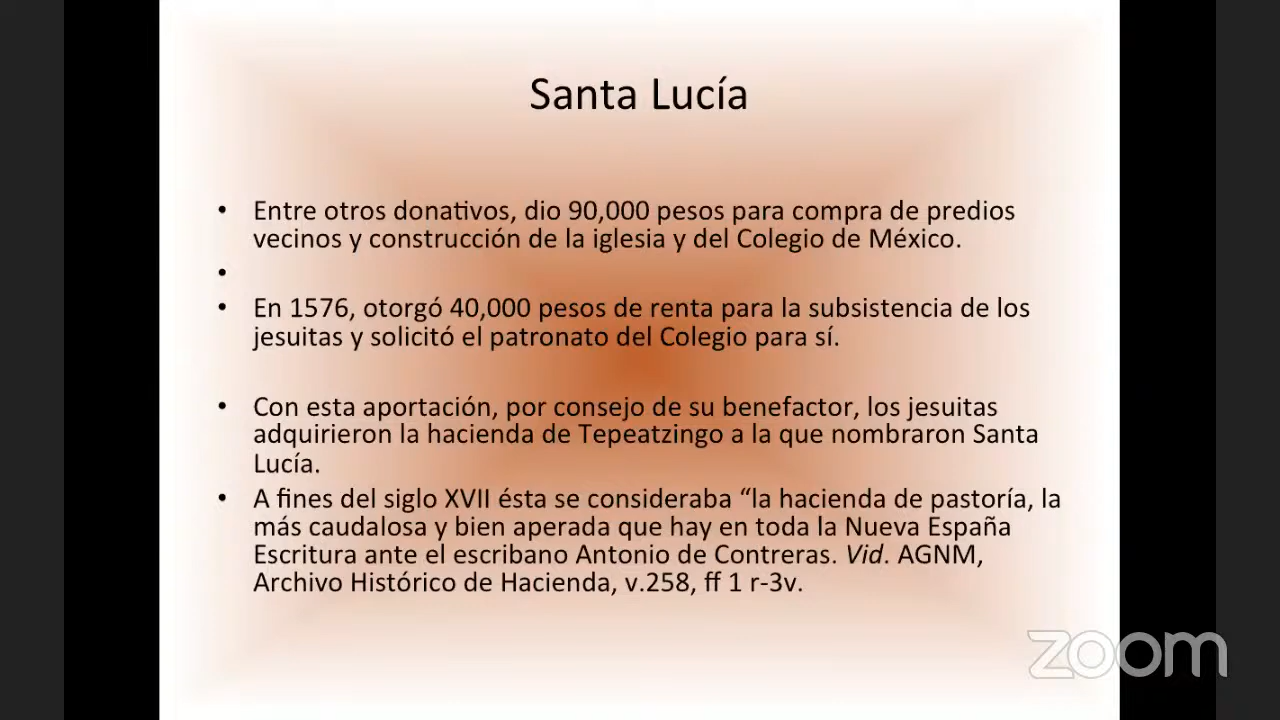 Santa Lucía
• Entre otros donativos, dio 90,000 pesos para compra de predios
vecinos y construcción de la iglesia y del Colegio de México.
•
• En 1576, otorgó 40,000 pesos de renta para la subsistencia de los
jesuitas y solicitó el patronato del Colegio para sí.
• Con esta aportación, por consejo de su benefactor, los jesuitas
adquirieron la hacienda de Tepeatzingo a la que nombraron Santa
Lucía.
• A fines del siglo XVII ésta se consideraba “la hacienda de pastoría, la
más caudalosa y bien aperada que hay en toda la Nueva España
Escritura ante el escribano Antonio de Contreras. Vid. AGNM,
Archivo Histórico de Hacienda, v.258, ff 1 r-3v.
zoom